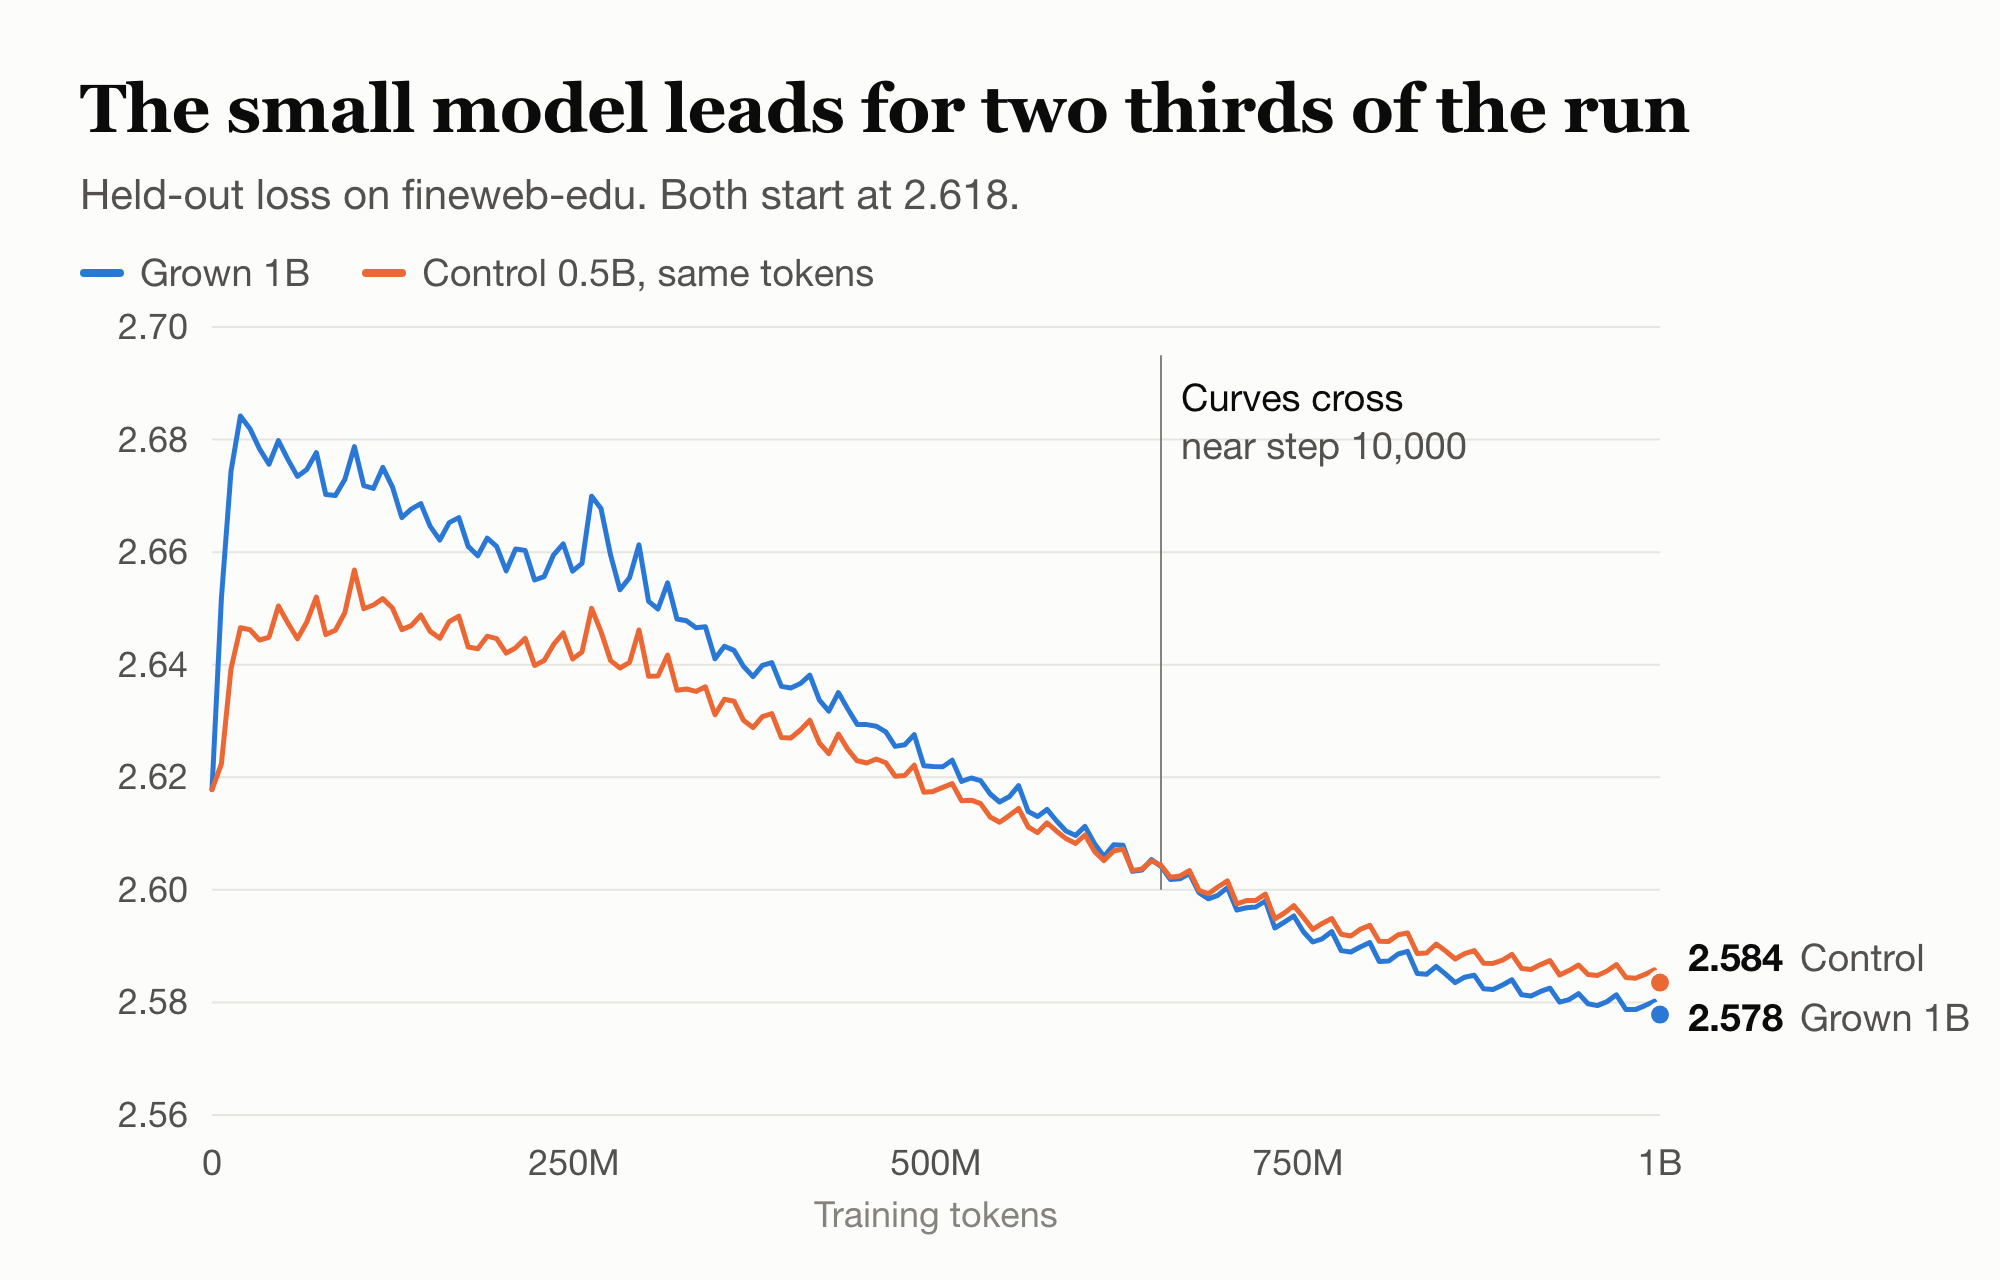 The small model leads for two thirds of the run
Held-out loss on fineweb-edu. Both start at 2.618.
Grown 1B
Control 0.5B, same tokens
2.70
Curves cross
2.68
near step 10,000
2.66
2.64
2.62
2.60
2.584 Control
2.58
2.578 Grown 1B
2.56
0
250M
500M
750M
1B
Training tokens